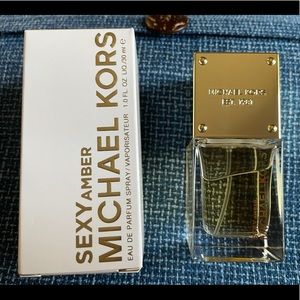 SEXY AMBER
MICHAEL KORS
EAU DE PARFUM SPRAY/VAPORISATEUR 1.0 FL. OZ./30 ml ℮
MICHAEL KORS
EST. 1981